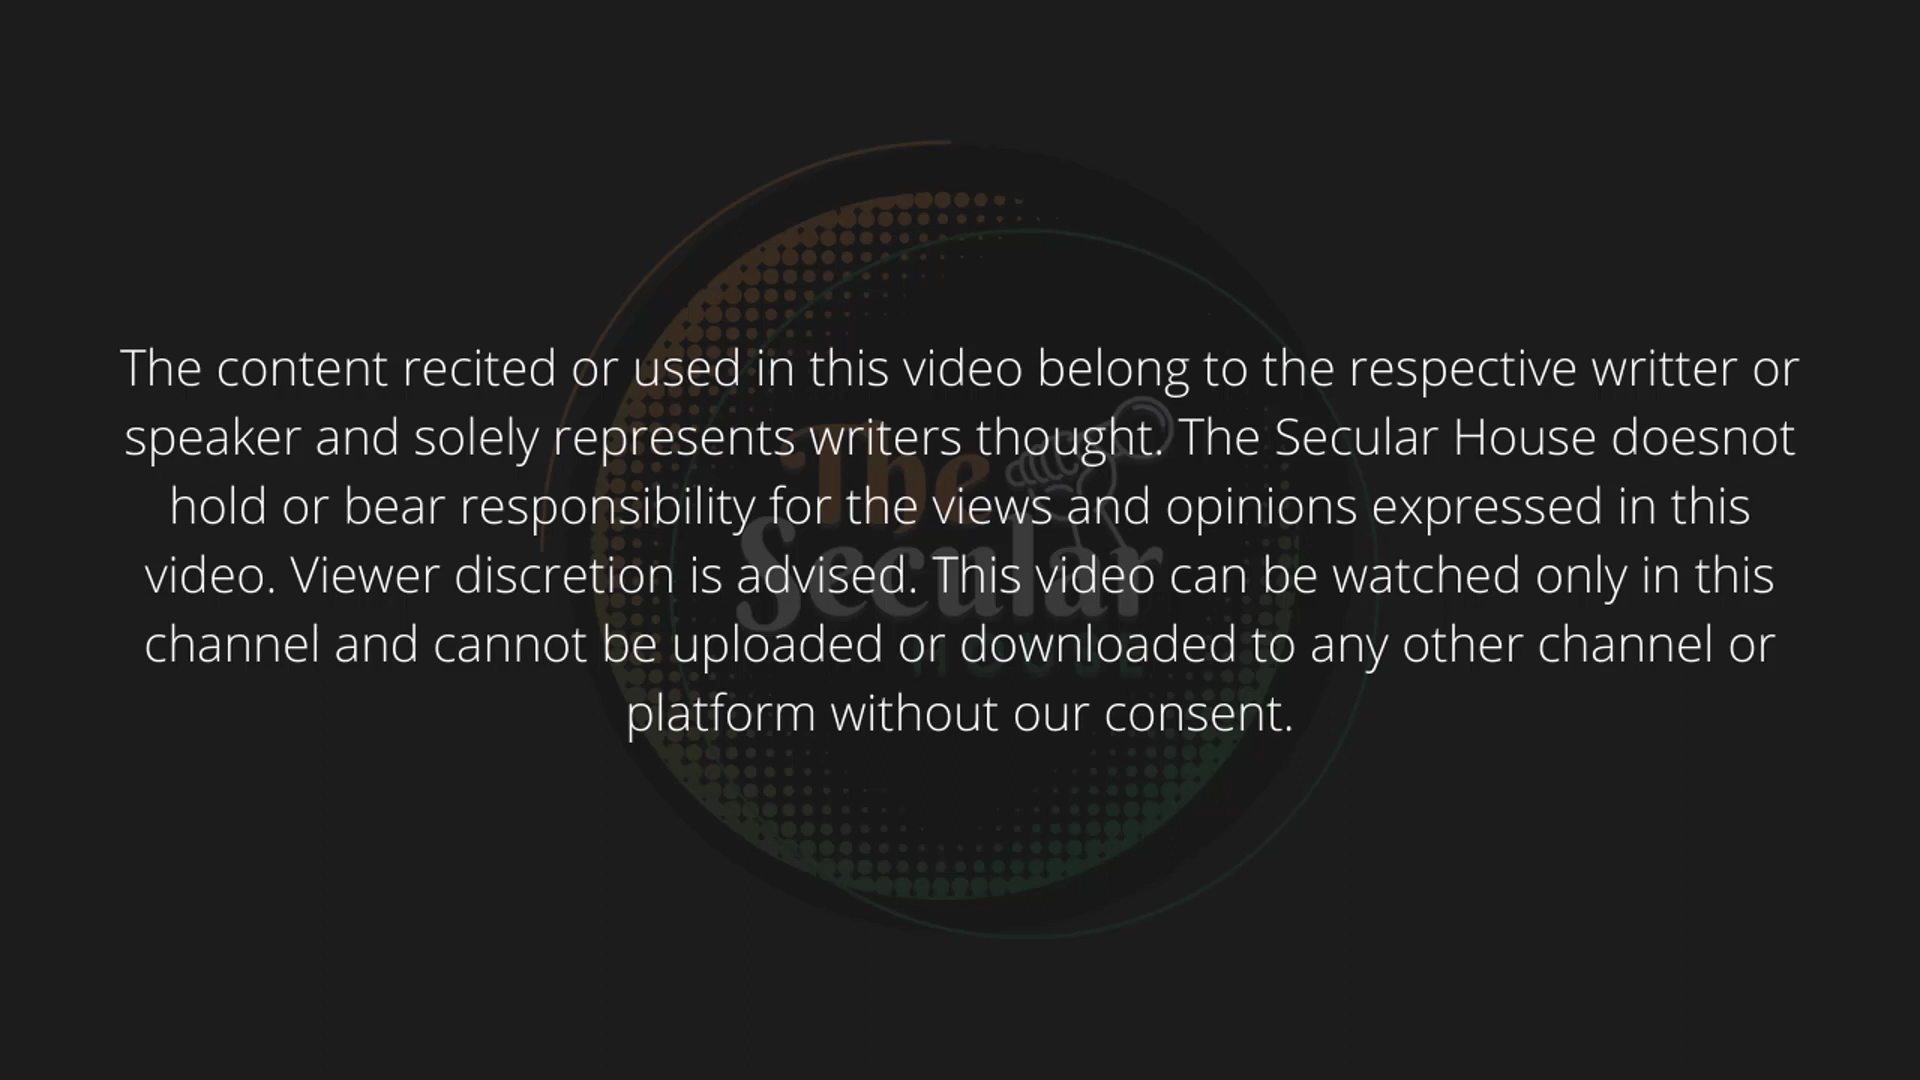 The content recited or used in this video belong to the respective writter or
speaker and solely represents writers thought. The Secular House doesnot
hold or bear responsibility for the views and opinions expressed in this
video. Viewer discretion is advised. This video can be watched only in this
channel and cannot be uploaded or downloaded to any other channel or
platform without our consent.
The
Secular
HOUSE